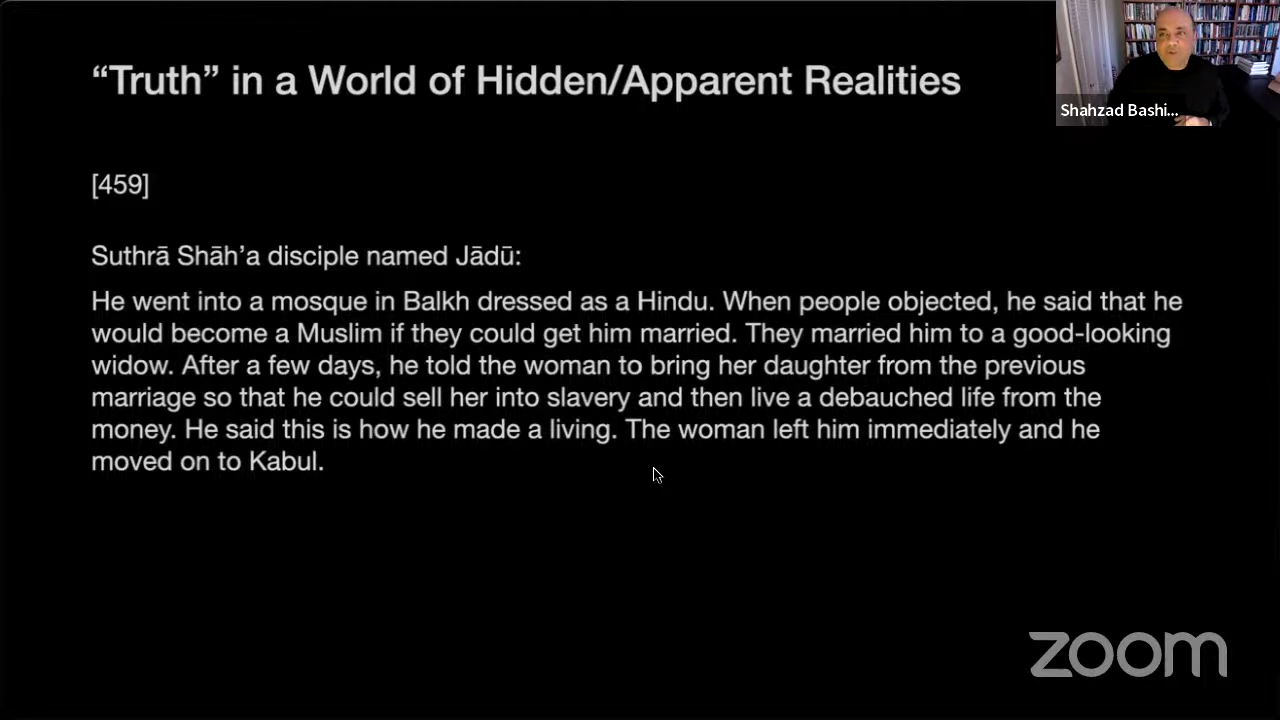 “Truth” in a World of Hidden/Apparent Realities
Shahzad Bashi...
[459]
Suthrā Shāh’a disciple named Jādū:
He went into a mosque in Balkh dressed as a Hindu. When people objected, he said that he
would become a Muslim if they could get him married. They married him to a good-looking
widow. After a few days, he told the woman to bring her daughter from the previous
marriage so that he could sell her into slavery and then live a debauched life from the
money. He said this is how he made a living. The woman left him immediately and he
moved on to Kabul.
zoom